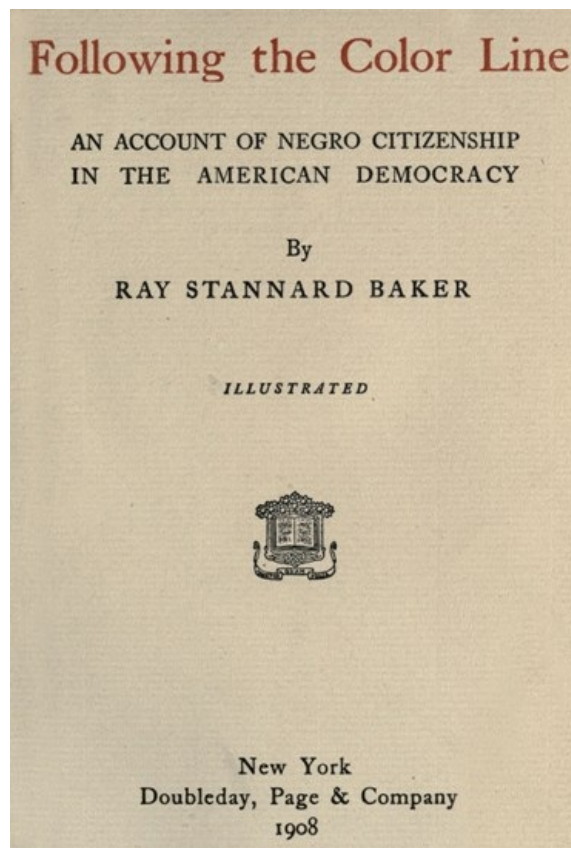 Following the Color Line
AN ACCOUNT OF NEGRO CITIZENSHIP
IN THE AMERICAN DEMOCRACY
By
RAY STANNARD BAKER
ILLUSTRATED
New York
Doubleday, Page & Company
1908